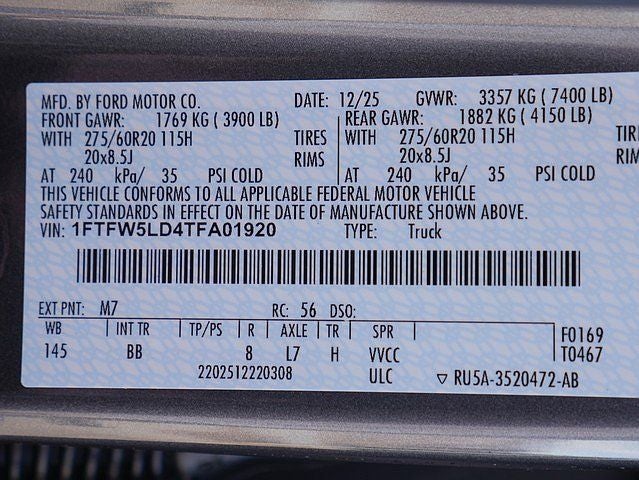 MFD. BY FORD MOTOR CO. DATE: 12/25 GVWR: 3357 KG ( 7400 LB)
FRONT GAWR: 1769 KG ( 3900 LB) REAR GAWR: 1882 KG ( 4150 LB)
WITH 275/60R20 115H TIRES WITH 275/60R20 115H TIR
20x8.5J RIMS 20x8.5J RIM
AT 240 kPa/ 35 PSI COLD AT 240 kPa/ 35 PSI COLD
THIS VEHICLE CONFORMS TO ALL APPLICABLE FEDERAL MOTOR VEHICLE
SAFETY STANDARDS IN EFFECT ON THE DATE OF MANUFACTURE SHOWN ABOVE.
VIN: 1FTFW5LD4TFA01920 TYPE: Truck
EXT PNT: M7 RC: 56 DSO:
WB INT TR TP/PS R AXLE TR SPR F0169
145 BB 8 L7 H VVCC T0467
2202512220308 ULC ▽ RU5A-3520472-AB